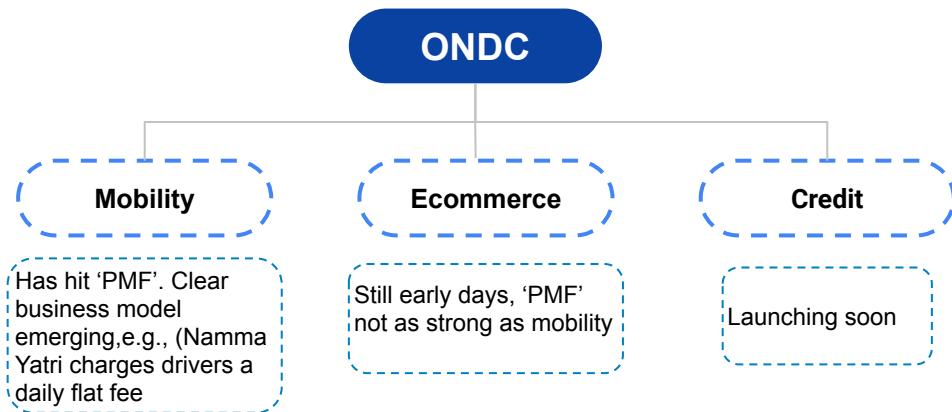 ONDC
Mobility
Ecommerce
Credit
Has hit ‘PMF’. Clear
business model
emerging,e.g., (Namma
Yatri charges drivers a
daily flat fee
Still early days, ‘PMF’
not as strong as mobility
Launching soon